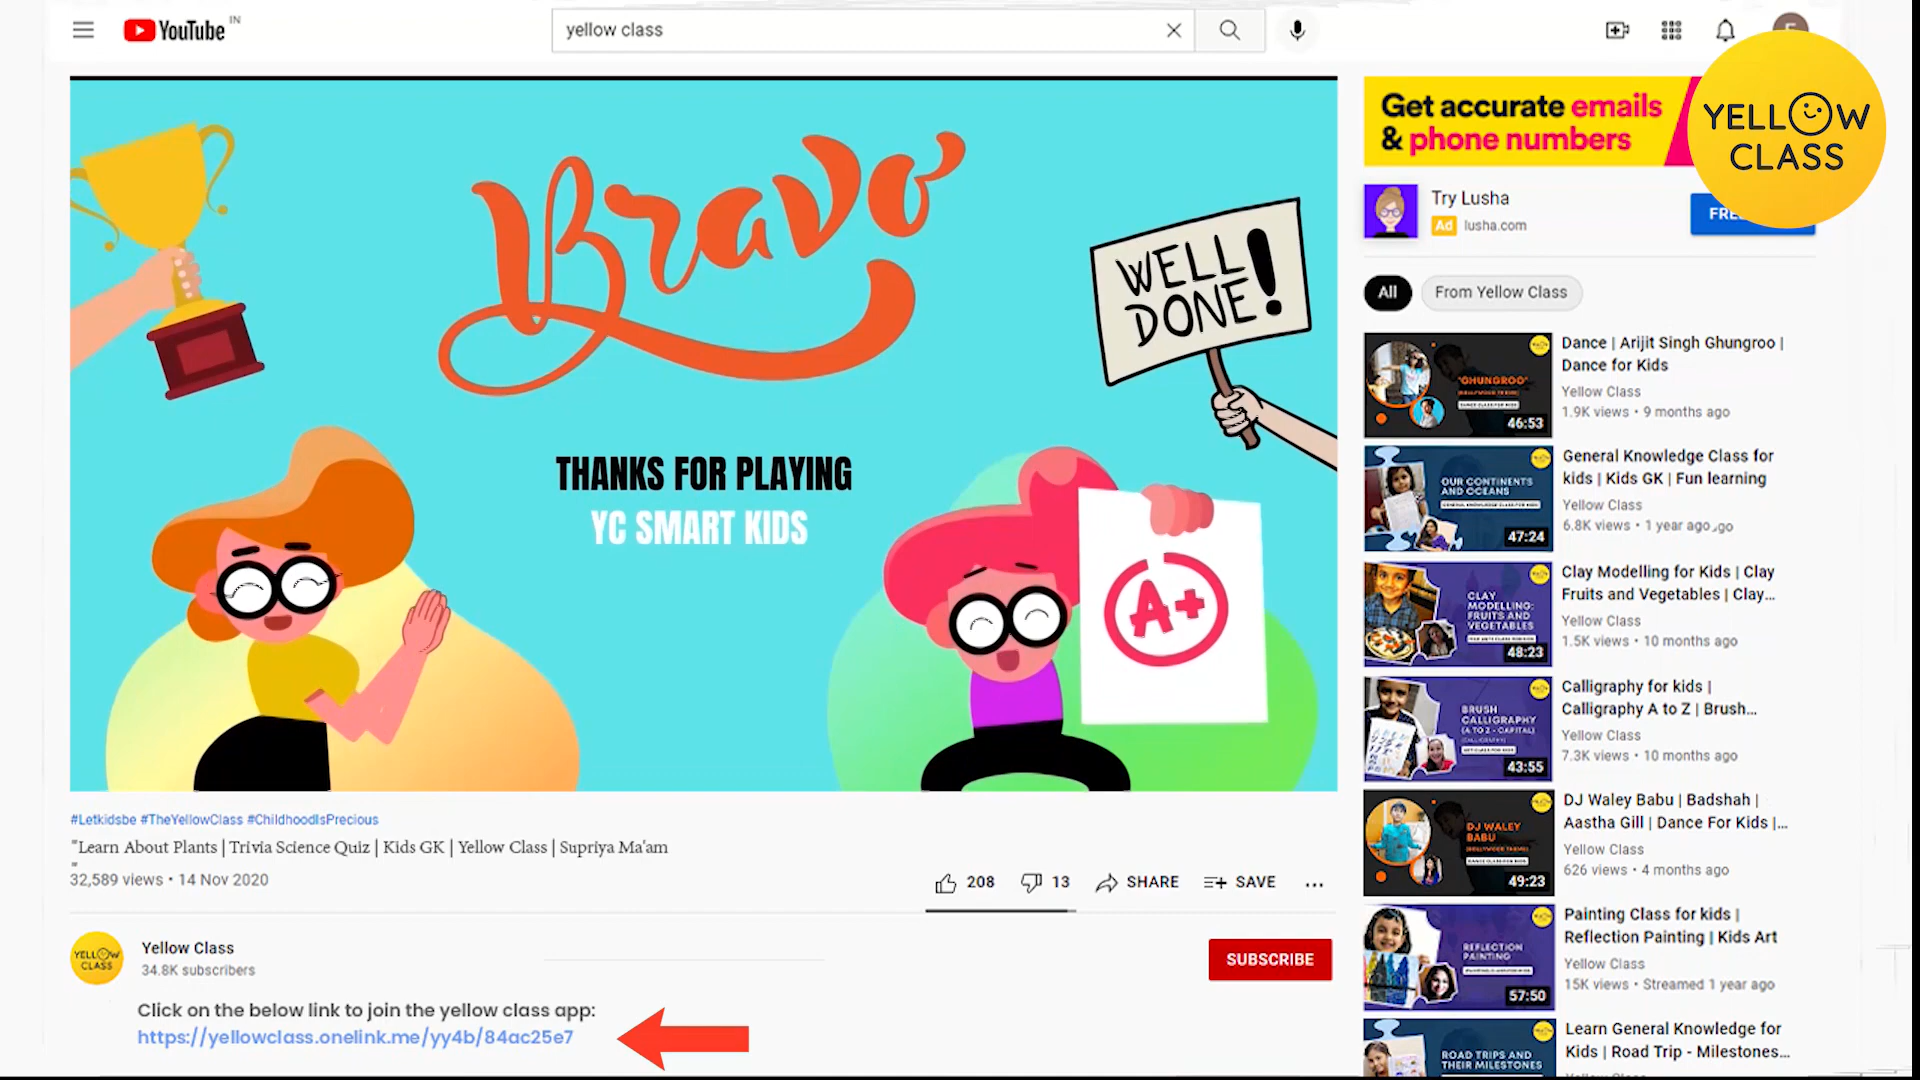 YouTube IN
yellow class
Bravo
WELL
DONE!
THANKS FOR PLAYING
YC SMART KIDS
A+
#Letkidsbe #TheYellowClass #ChildhoodIsPrecious
"Learn About Plants | Trivia Science Quiz | Kids GK | Yellow Class | Supriya Ma'am
"
32,589 views • 14 Nov 2020
208
13
SHARE
SAVE
YELLOW
CLASS
Yellow Class
34.8K subscribers
SUBSCRIBE
Click on the below link to join the yellow class app:
https://yellowclass.onelink.me/yy4b/84ac25e7
Get accurate emails
& phone numbers
YELLOW
CLASS
Try Lusha
Ad lusha.com
All
From Yellow Class
"GHUNGROO"
46:53
Dance | Arijit Singh Ghungroo |
Dance for Kids
Yellow Class
1.9K views • 9 months ago
OUR CONTINENTS
AND OCEANS
47:24
General Knowledge Class for
kids | Kids GK | Fun learning
Yellow Class
6.8K views • 1 year ago
CLAY
MODELLING:
FRUITS AND
VEGETABLES
48:23
Clay Modelling for Kids | Clay
Fruits and Vegetables | Clay...
Yellow Class
1.5K views • 10 months ago
BRUSH
CALLIGRAPHY
(A TO Z - CAPITAL)
43:55
Calligraphy for kids |
Calligraphy A to Z | Brush...
Yellow Class
7.3K views • 10 months ago
DJ WALEY
BABU
49:23
DJ Waley Babu | Badshah |
Aastha Gill | Dance For Kids |...
Yellow Class
626 views • 4 months ago
REFLECTION
PAINTING
57:50
Painting Class for kids |
Reflection Painting | Kids Art
Yellow Class
15K views • Streamed 1 year ago
ROAD TRIPS AND
THEIR MILESTONES
Learn General Knowledge for
Kids | Road Trip - Milestones...